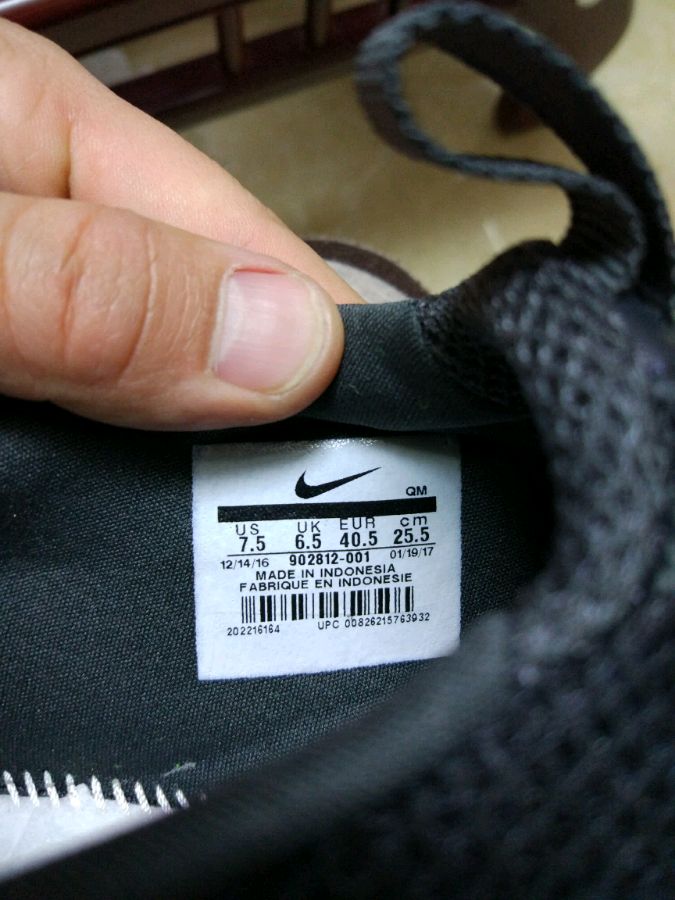 QM
US UK EUR cm
7.5 6.5 40.5 25.5
12/14/16 902812-001 01/19/17
MADE IN INDONESIA
FABRIQUE EN INDONESIE
202216164 UPC 00826215763932